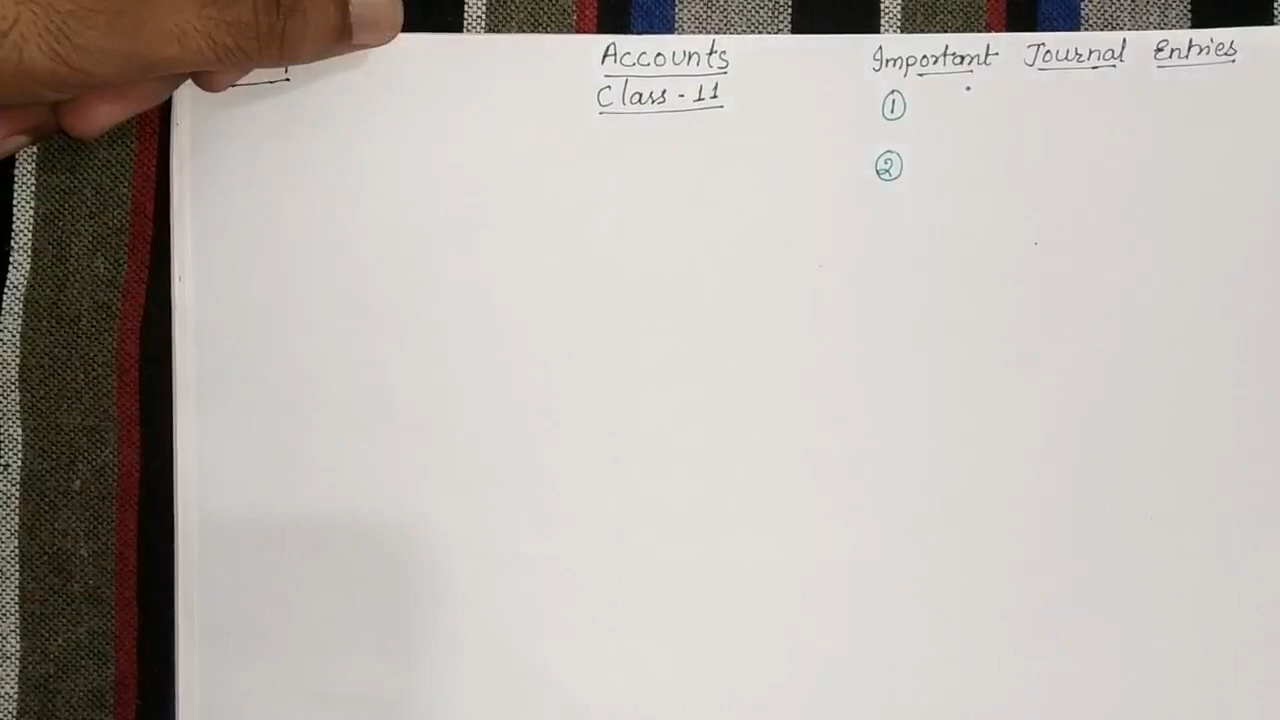 Accounts
Class - 11
Important Journal Entries
①
②